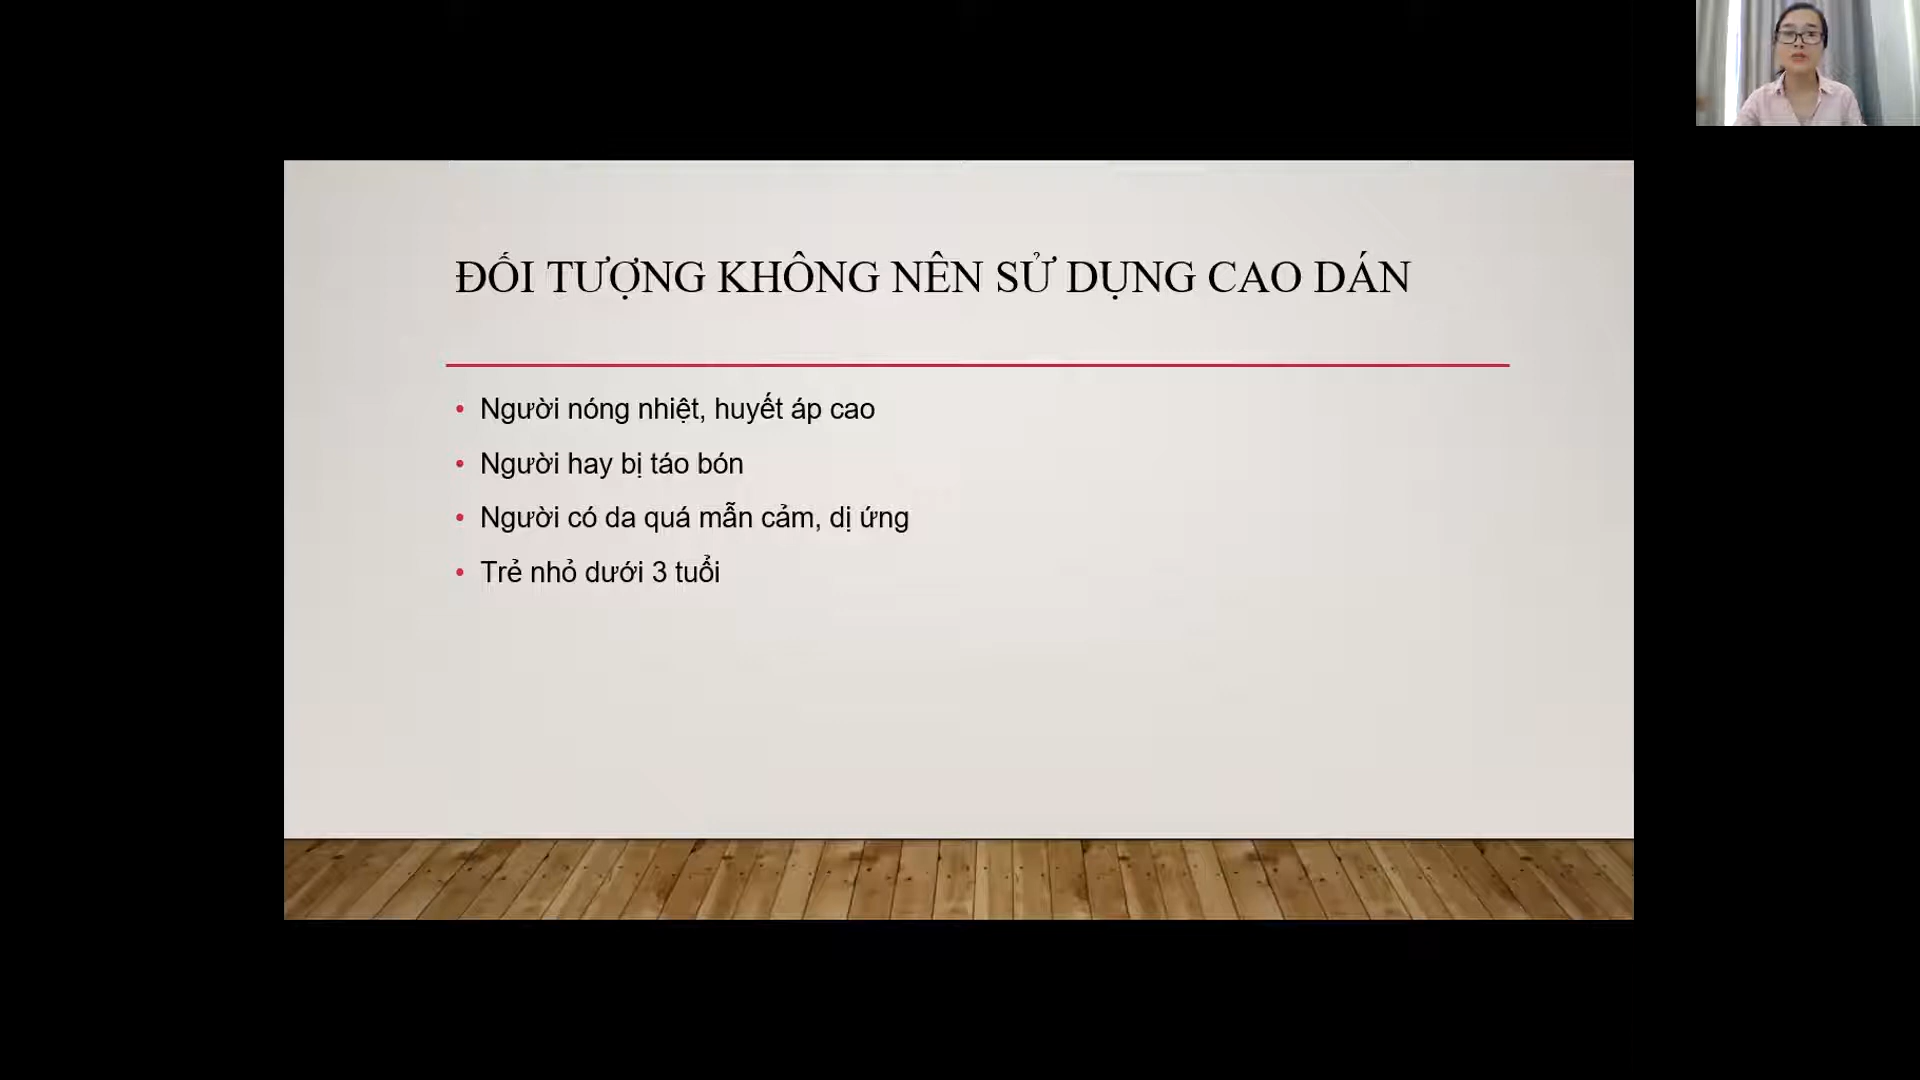 ĐỐI TƯỢNG KHÔNG NÊN SỬ DỤNG CAO DÁN
• Người nóng nhiệt, huyết áp cao
• Người hay bị táo bón
• Người có da quá mẫn cảm, dị ứng
• Trẻ nhỏ dưới 3 tuổi